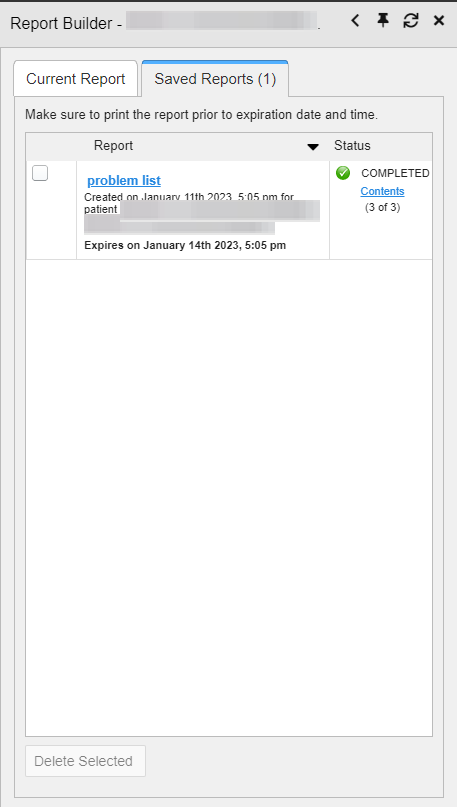 Report Builder -
Current Report
Saved Reports (1)
Make sure to print the report prior to expiration date and time.
Report
Status
problem list
Created on January 11th 2023, 5:05 pm for
patient
Expires on January 14th 2023, 5:05 pm
COMPLETED
Contents
(3 of 3)
Delete Selected